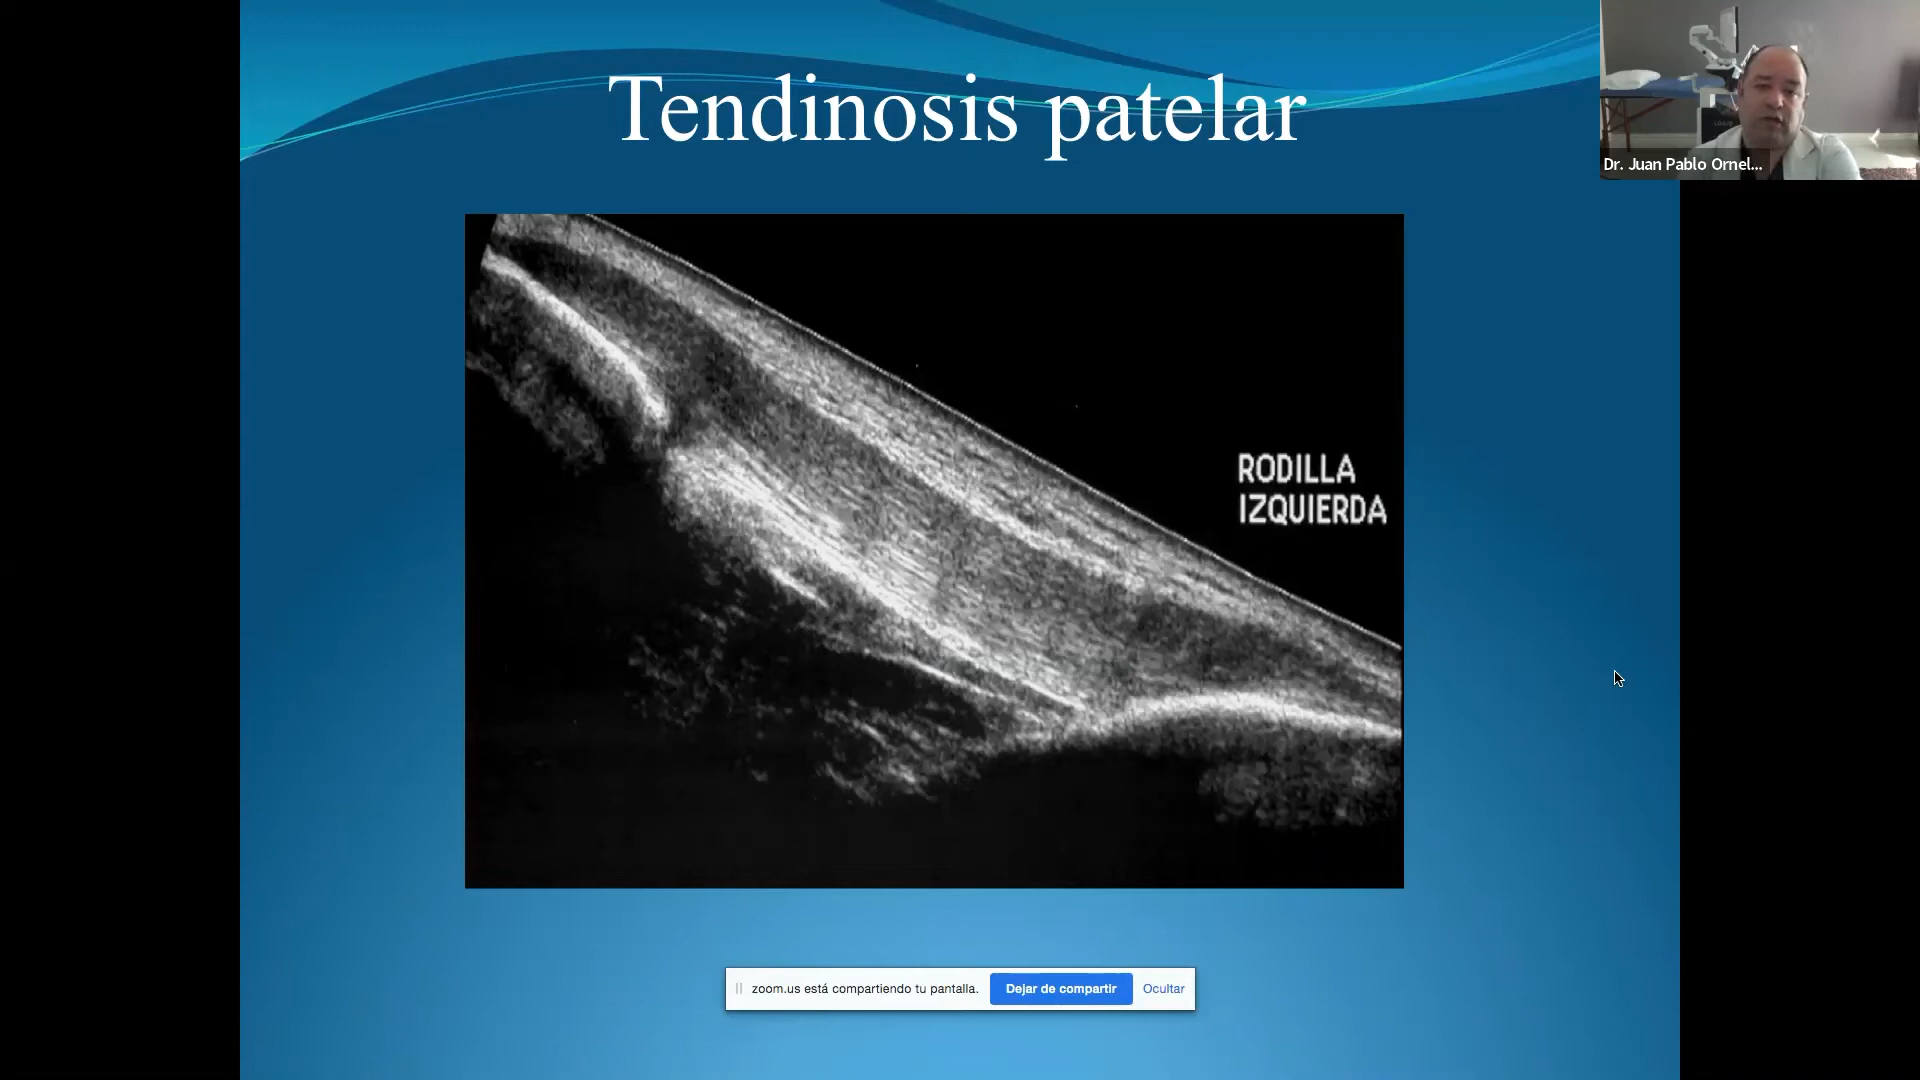 Tendinosis patelar
Dr. Juan Pablo Ornel...
RODILLA
IZQUIERDA
zoom.us está compartiendo tu pantalla.
Dejar de compartir
Ocultar